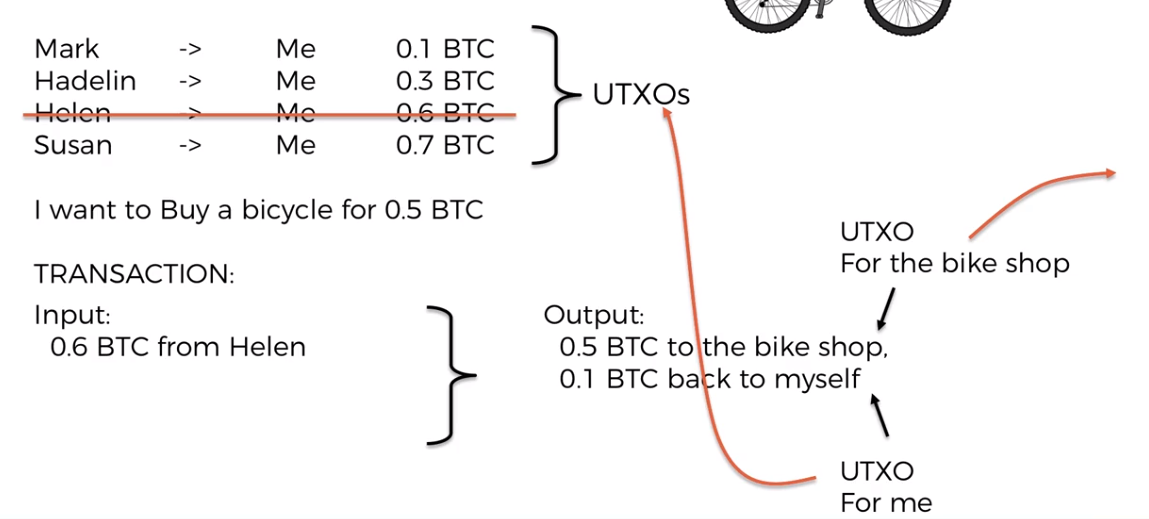 Mark -> Me 0.1 BTC
Hadelin -> Me 0.3 BTC
Helen -> Me 0.6 BTC
Susan -> Me 0.7 BTC
UTXOs
I want to Buy a bicycle for 0.5 BTC
TRANSACTION:
Input:
0.6 BTC from Helen
Output:
0.5 BTC to the bike shop,
0.1 BTC back to myself
UTXO
For the bike shop
UTXO
For me